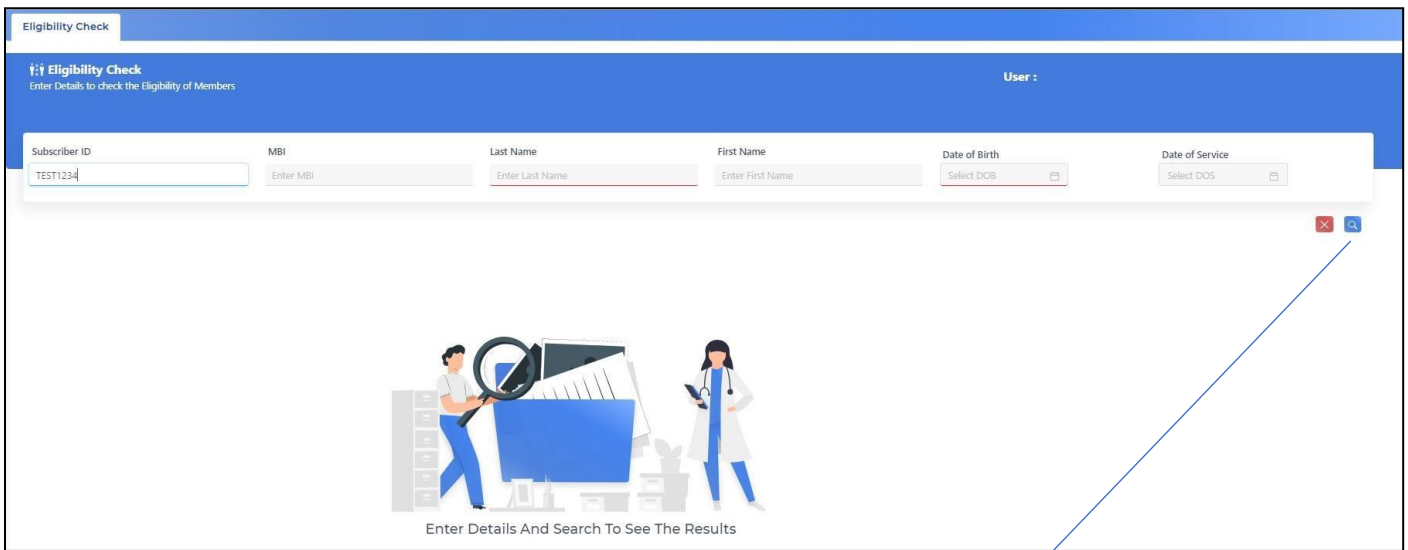 Eligibility Check
Eligibility Check
Enter Details to check the Eligibility of Members
User :
Subscriber ID
MBI
Last Name
First Name
Date of Birth
Date of Service
TEST1234
Enter MBI
Enter Last Name
Enter First Name
Select DOB
Select DOS
Enter Details And Search To See The Results